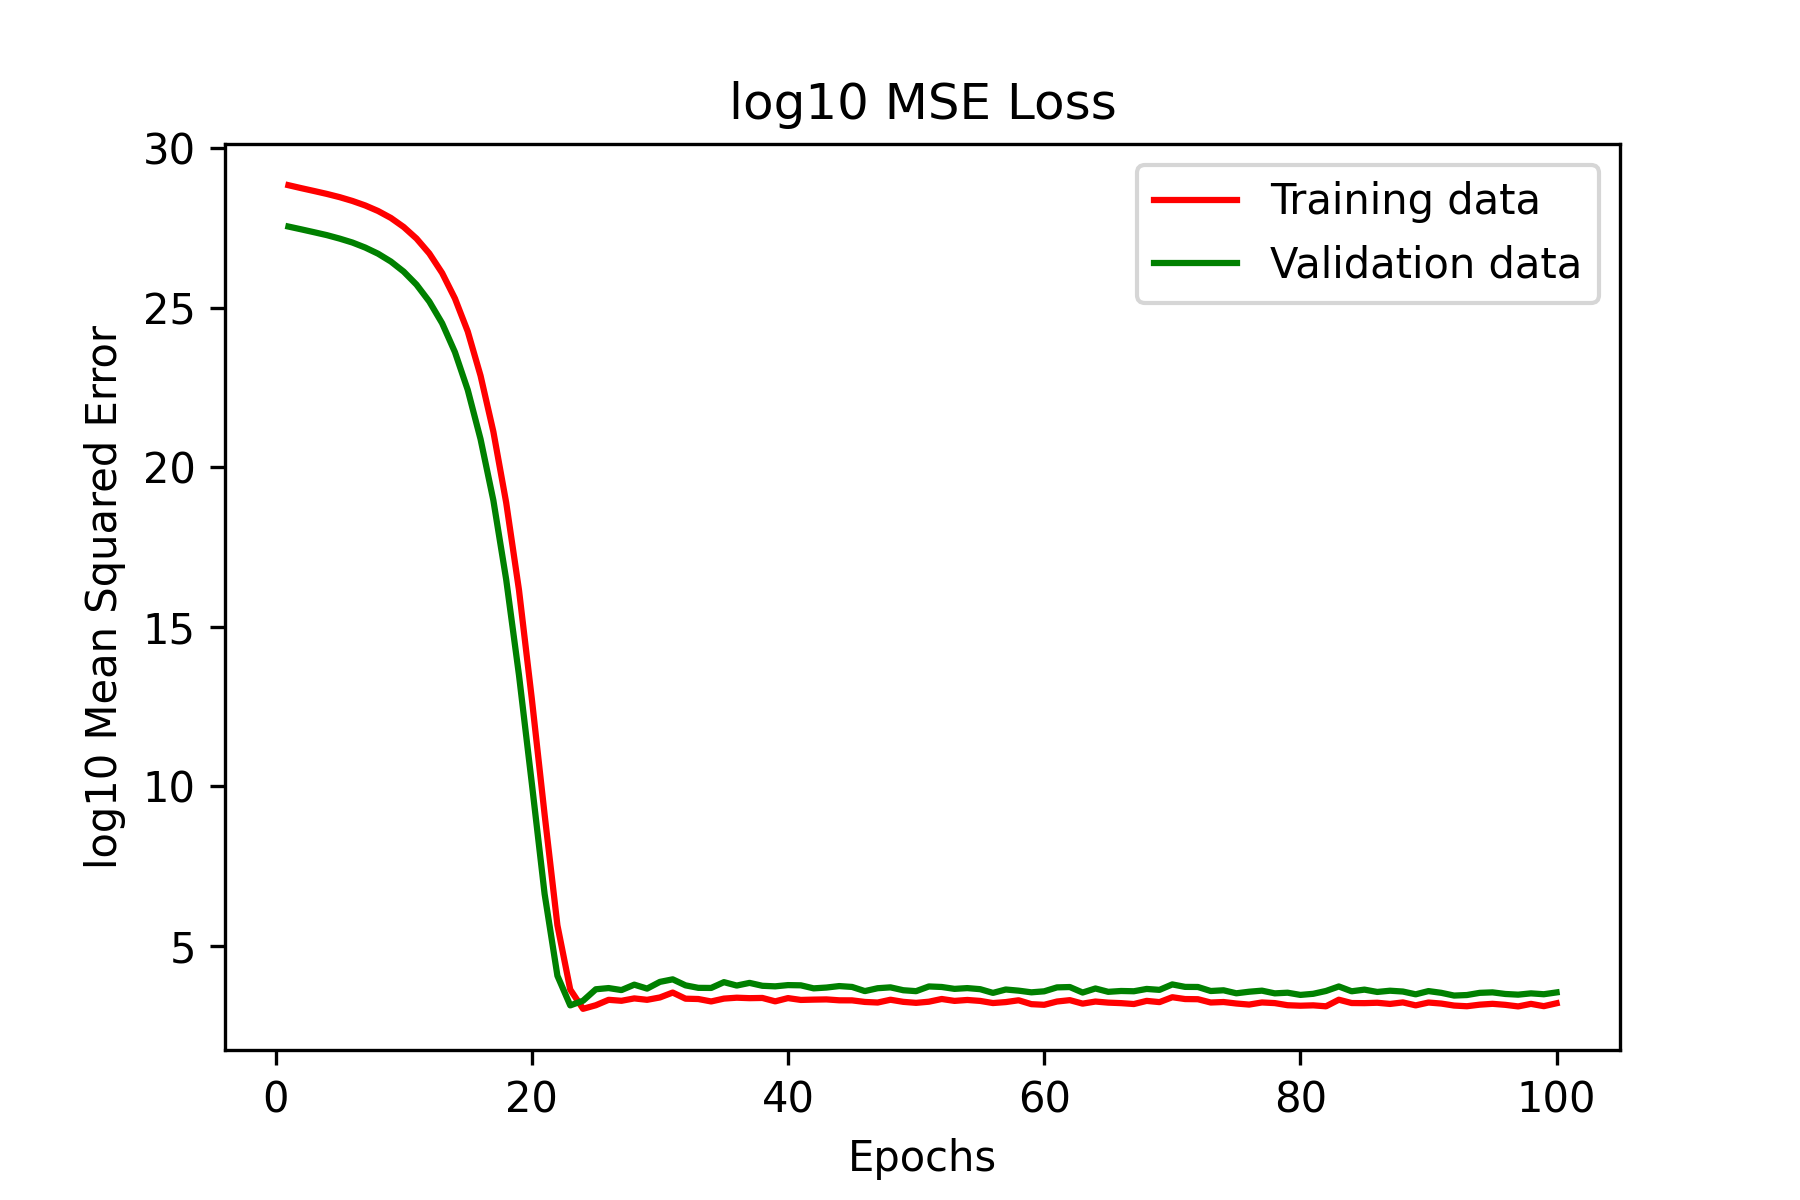 log10 MSE Loss
30
25
20
15
10
5
log10 Mean Squared Error
Training data
Validation data
0 20 40 60 80 100
Epochs